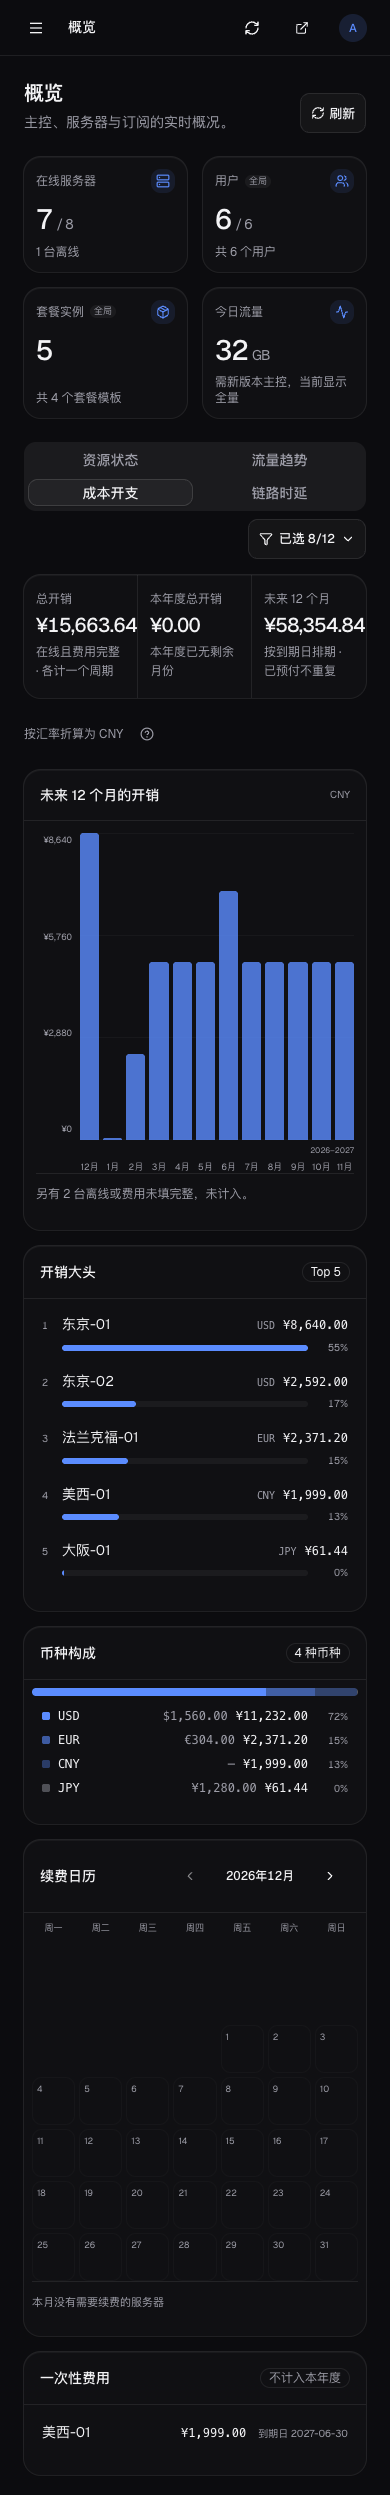 概览
A
概览
主控、服务器与订阅的实时概况。
刷新
在线服务器
7 / 8
1 台离线
用户 全局
6 / 6
共 6 个用户
套餐实例 全局
5
共 4 个套餐模板
今日流量
32 GB
需新版本主控，当前显示
全量
资源状态
流量趋势
成本开支
链路时延
已选 8/12
总开销
¥15,663.64
在线且费用完整
· 各计一个周期
本年度总开销
¥0.00
本年度已无剩余
月份
未来 12 个月
¥58,354.84
按到期日排期 ·
已预付不重复
按汇率折算为 CNY
未来 12 个月的开销 CNY
¥8,640
¥5,760
¥2,880
¥0
2026–2027
12月 1月 2月 3月 4月 5月 6月 7月 8月 9月 10月 11月
另有 2 台离线或费用未填完整，未计入。
开销大头 Top 5
1 东京-01 USD ¥8,640.00
55%
2 东京-02 USD ¥2,592.00
17%
3 法兰克福-01 EUR ¥2,371.20
15%
4 美西-01 CNY ¥1,999.00
13%
5 大阪-01 JPY ¥61.44
0%
币种构成 4 种币种
USD $1,560.00 ¥11,232.00 72%
EUR €304.00 ¥2,371.20 15%
CNY — ¥1,999.00 13%
JPY ¥1,280.00 ¥61.44 0%
续费日历 2026年12月
周一 周二 周三 周四 周五 周六 周日
1 2 3
4 5 6 7 8 9 10
11 12 13 14 15 16 17
18 19 20 21 22 23 24
25 26 27 28 29 30 31
本月没有需要续费的服务器
一次性费用 不计入本年度
美西-01 ¥1,999.00 到期日 2027-06-30